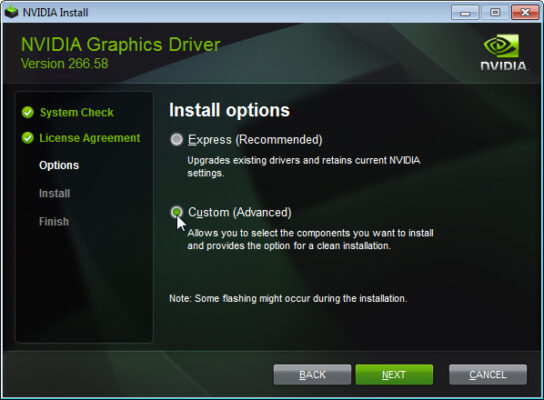 NVIDIA Install
NVIDIA Graphics Driver
Version 266.58
NVIDIA.
System Check
License Agreement
Options
Install
Finish
Install options
Express (Recommended)
Upgrades existing drivers and retains current NVIDIA
settings.
Custom (Advanced)
Allows you to select the components you want to install
and provides the option for a clean installation.
Note: Some flashing might occur during the installation.
BACK
NEXT
CANCEL